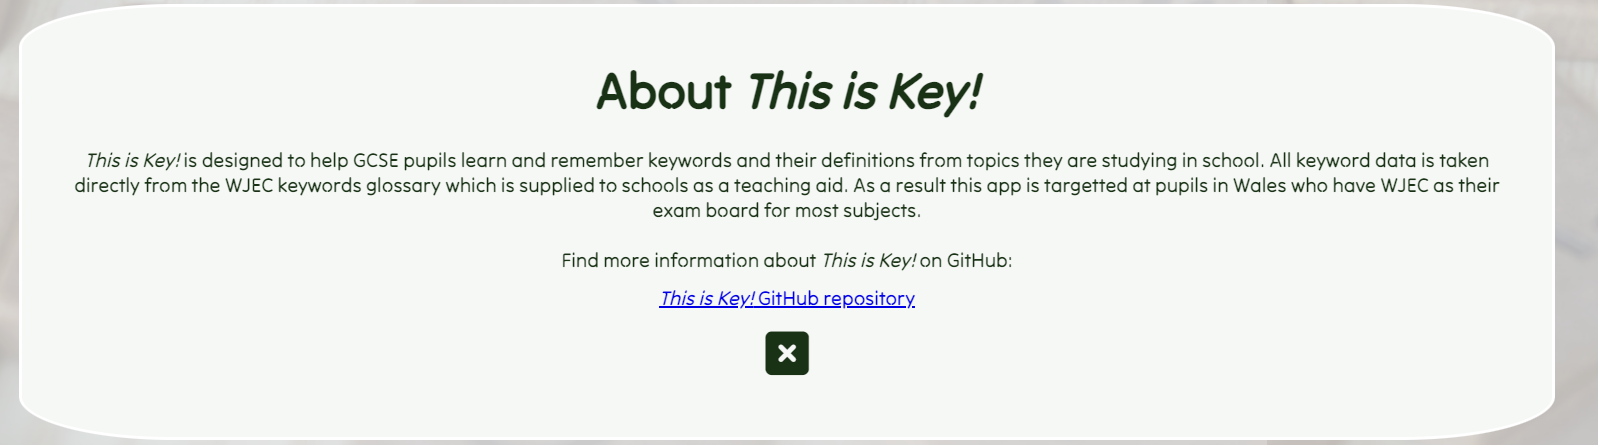 About This is Key!
This is Key! is designed to help GCSE pupils learn and remember keywords and their definitions from topics they are studying in school. All keyword data is taken
directly from the WJEC keywords glossary which is supplied to schools as a teaching aid. As a result this app is targetted at pupils in Wales who have WJEC as their
exam board for most subjects.
Find more information about This is Key! on GitHub:
This is Key! GitHub repository